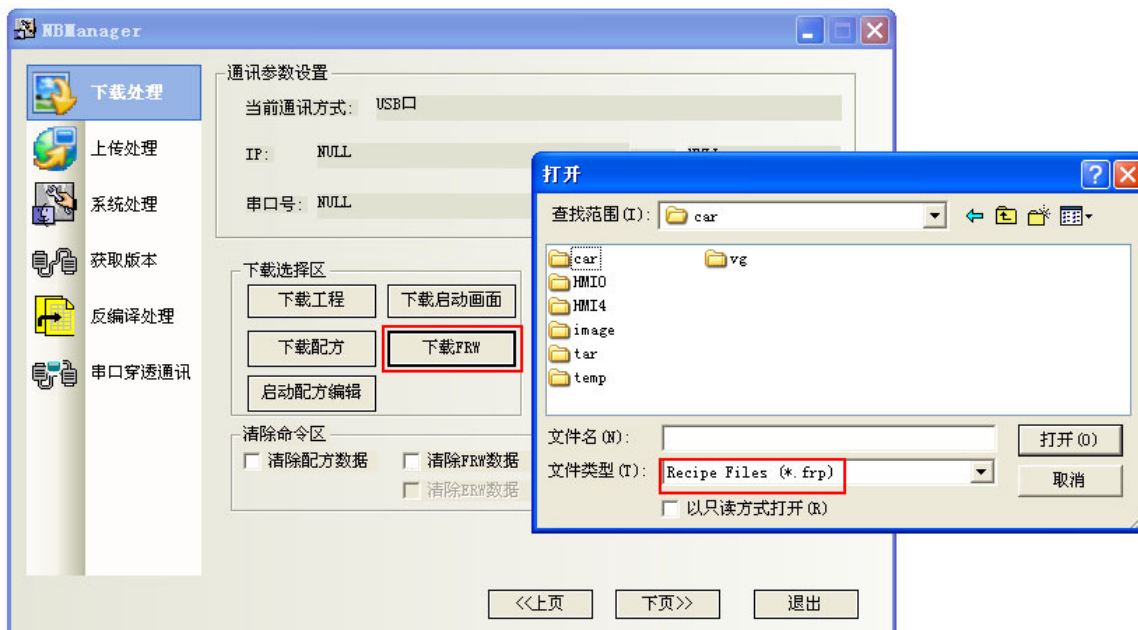 NBManager
下载处理
上传处理
系统处理
获取版本
反编译处理
串口穿透通讯
通讯参数设置
当前通讯方式: USB口
IP: NULL
串口号: NULL
下载选择区
下载工程 下载启动画面
下载配方 下载FRW
启动配方编辑
清除命令区
清除配方数据 清除FRW数据
清除ERW数据
<<上页 下页>> 退出
打开
查找范围(I): car
car vg
HMI0
HMI4
image
tar
temp
文件名(N): 打开(O)
文件类型(T): Recipe Files (*.frp) 取消
以只读方式打开(R)